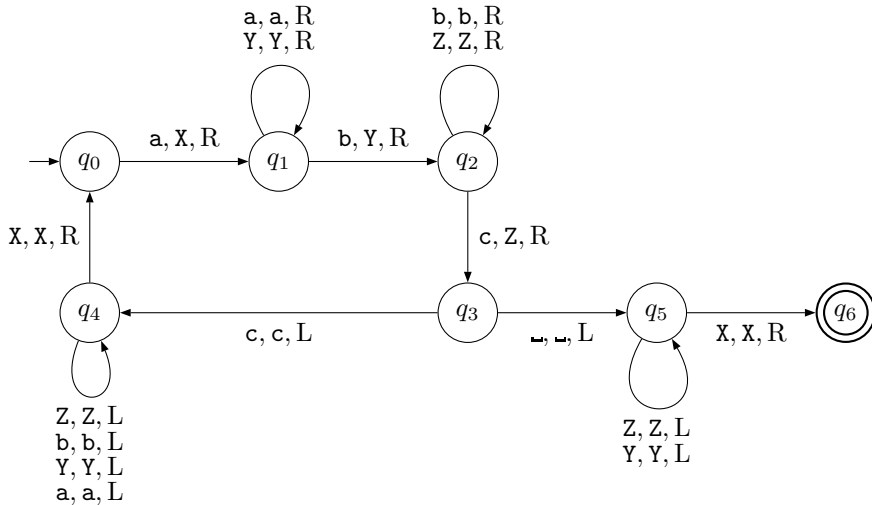 a, a, R
Y, Y, R
b, b, R
Z, Z, R
q0
a, X, R
q1
b, Y, R
q2
X, X, R
c, Z, R
q4
c, c, L
q3
␣, ␣, L
q5
X, X, R
q6
Z, Z, L
b, b, L
Y, Y, L
a, a, L
Z, Z, L
Y, Y, L